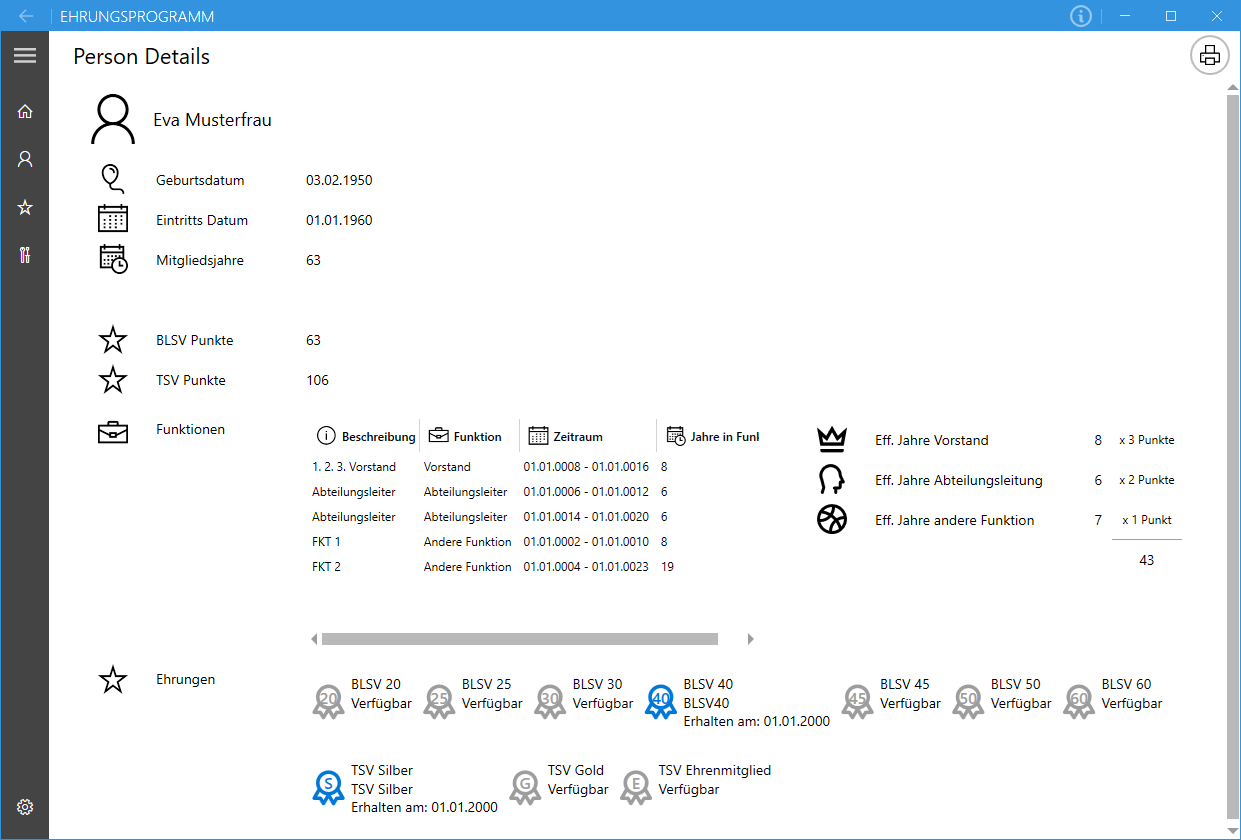 EHRUNGSPROGRAMM
Person Details
Eva Musterfrau
Geburtsdatum 03.02.1950
Eintritts Datum 01.01.1960
Mitgliedsjahre 63
BLSV Punkte 63
TSV Punkte 106
Funktionen
Beschreibung Funktion Zeitraum Jahre in Funl
1. 2. 3. Vorstand Vorstand 01.01.0008 - 01.01.0016 8
Abteilungsleiter Abteilungsleiter 01.01.0006 - 01.01.0012 6
Abteilungsleiter Abteilungsleiter 01.01.0014 - 01.01.0020 6
FKT 1 Andere Funktion 01.01.0002 - 01.01.0010 8
FKT 2 Andere Funktion 01.01.0004 - 01.01.0023 19
Eff. Jahre Vorstand 8 x 3 Punkte
Eff. Jahre Abteilungsleitung 6 x 2 Punkte
Eff. Jahre andere Funktion 7 x 1 Punkt
43
Ehrungen
20 BLSV 20
Verfügbar
25 BLSV 25
Verfügbar
30 BLSV 30
Verfügbar
40 BLSV 40
BLSV40
Erhalten am: 01.01.2000
45 BLSV 45
Verfügbar
50 BLSV 50
Verfügbar
60 BLSV 60
Verfügbar
S TSV Silber
TSV Silber
Erhalten am: 01.01.2000
G TSV Gold
Verfügbar
E TSV Ehrenmitglied
Verfügbar